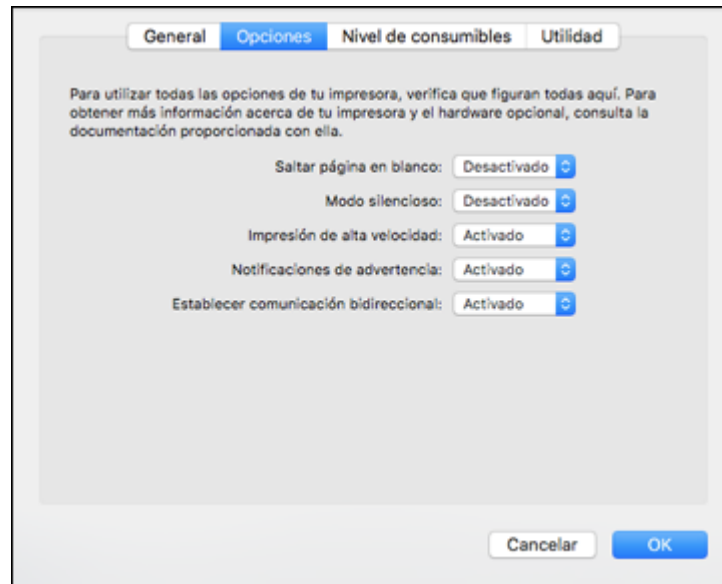 General Opciones Nivel de consumibles Utilidad
Para utilizar todas las opciones de tu impresora, verifica que figuran todas aquí. Para
obtener más información acerca de tu impresora y el hardware opcional, consulta la
documentación proporcionada con ella.
Saltar página en blanco: Desactivado
Modo silencioso: Desactivado
Impresión de alta velocidad: Activado
Notificaciones de advertencia: Activado
Establecer comunicación bidireccional: Activado
Cancelar OK